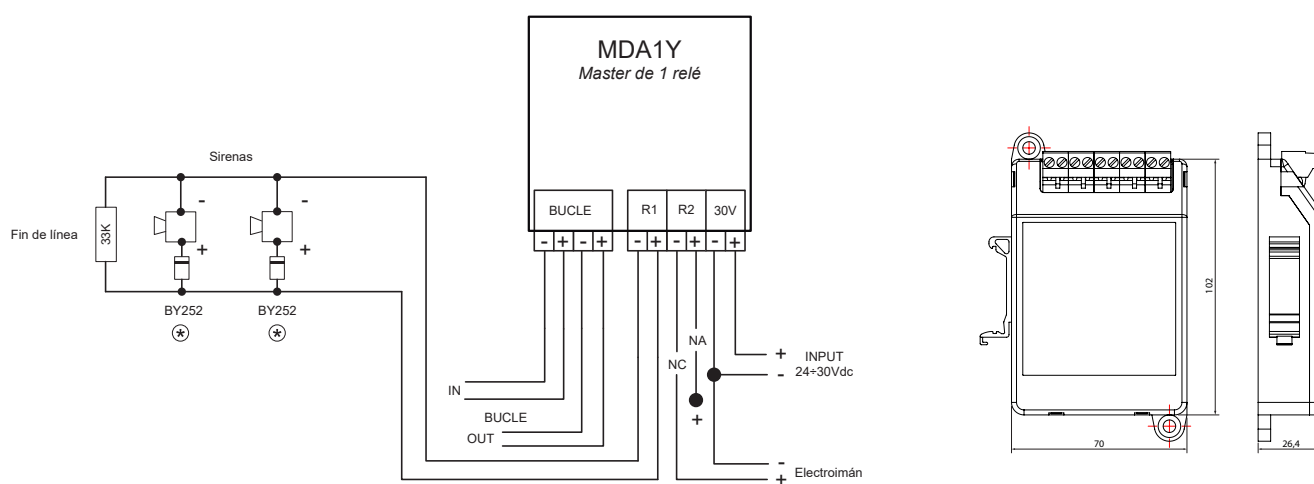 MDA1Y
Master de 1 relé
Sirenas
-
-
BUCLE
R1
R2
30V
Fin de línea
33K
- + - +
- + - + - +
+
+
BY252
BY252
*
*
NA
NC
+
INPUT
-
24÷30Vdc
IN
+
BUCLE
OUT
-
Electroimán
+
102
70
26,4